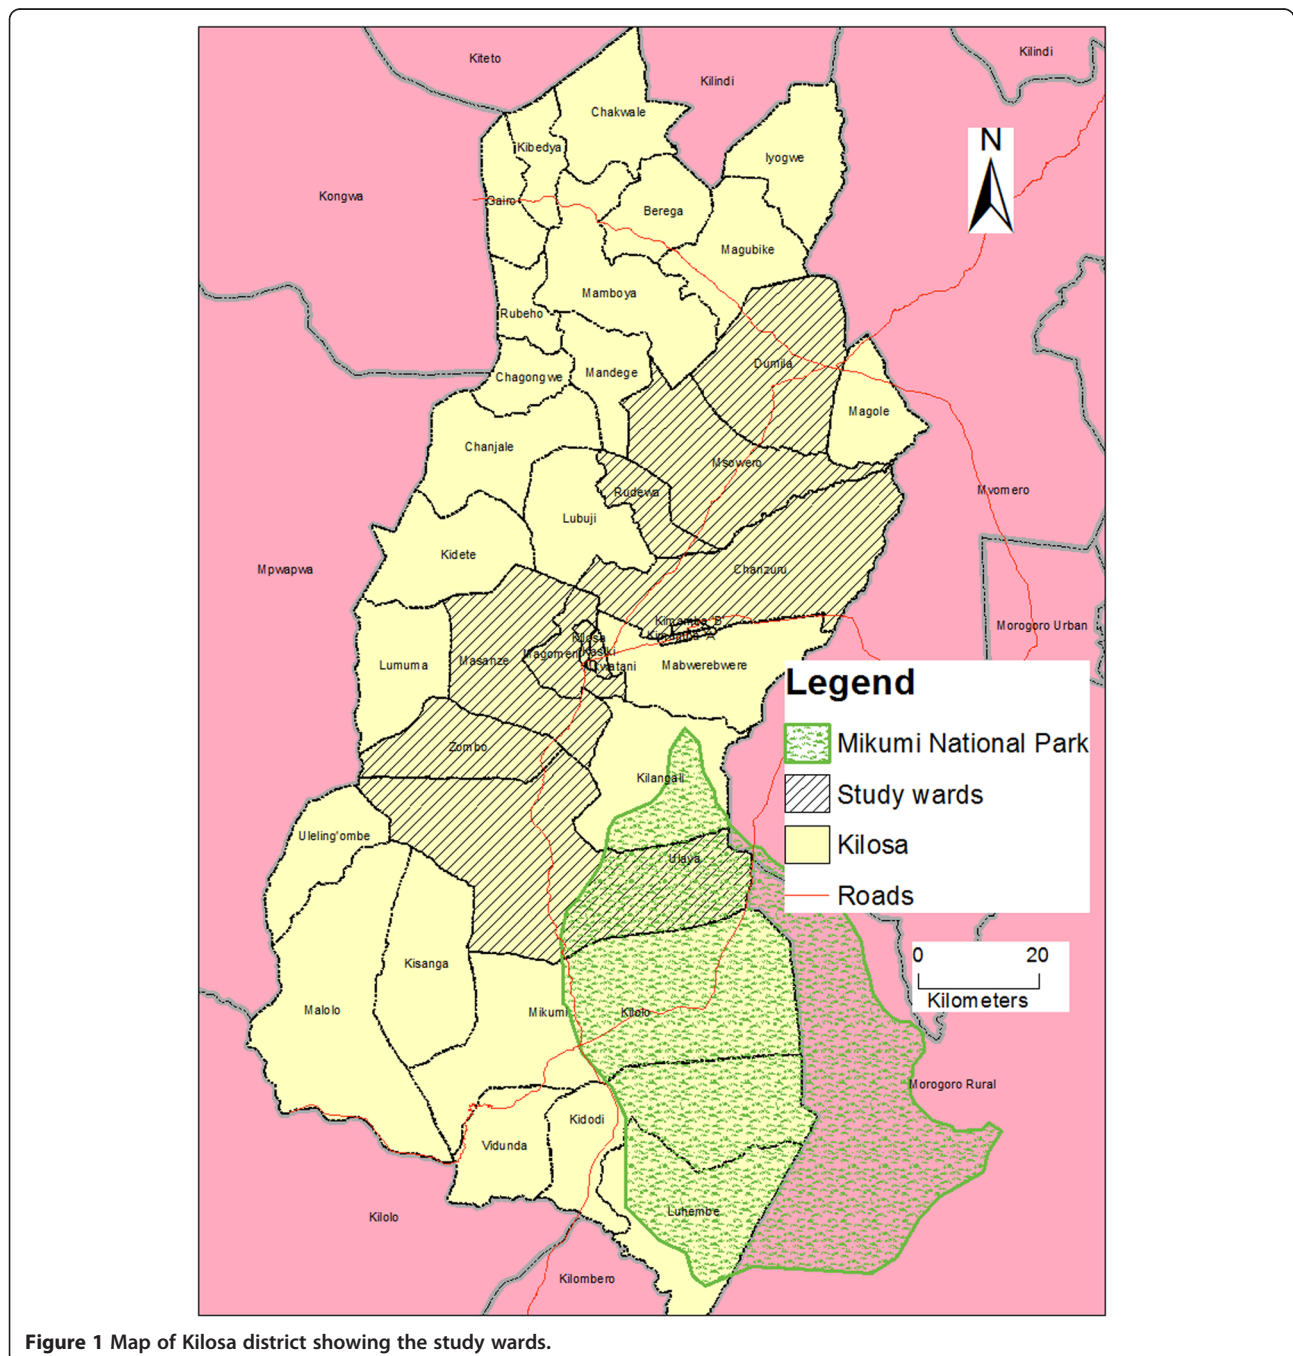 Kiteto
Kilindi
Kilindi
Chakwale
Kibedya
Iyogwe
Kongwa
Gairo
Berega
N
Magubike
Mamboya
Rubeho
Dumila
Mandege
Chagongwe
Magole
Chanjale
Msowero
Rudewa
Mvomero
Lubuji
Kidete
Mpwapwa
Chanzuru
Kimamba 'B'
Kimamba 'A'
Morogoro Urban
Kilosa
Kasiki
Magomeni
Masanze
Lumuma
Mabwerebwere
Legend
Mikumi National Park
Study wards
Kilosa
Roads
Zombo
Kilangali
Uleling'ombe
Ulaya
Kisanga
0 20
Kilometers
Malolo
Mikumi
Kilolo
Morogoro Rural
Kidodi
Vidunda
Luhembe
Kilolo
Kilombero
Figure 1 Map of Kilosa district showing the study wards.